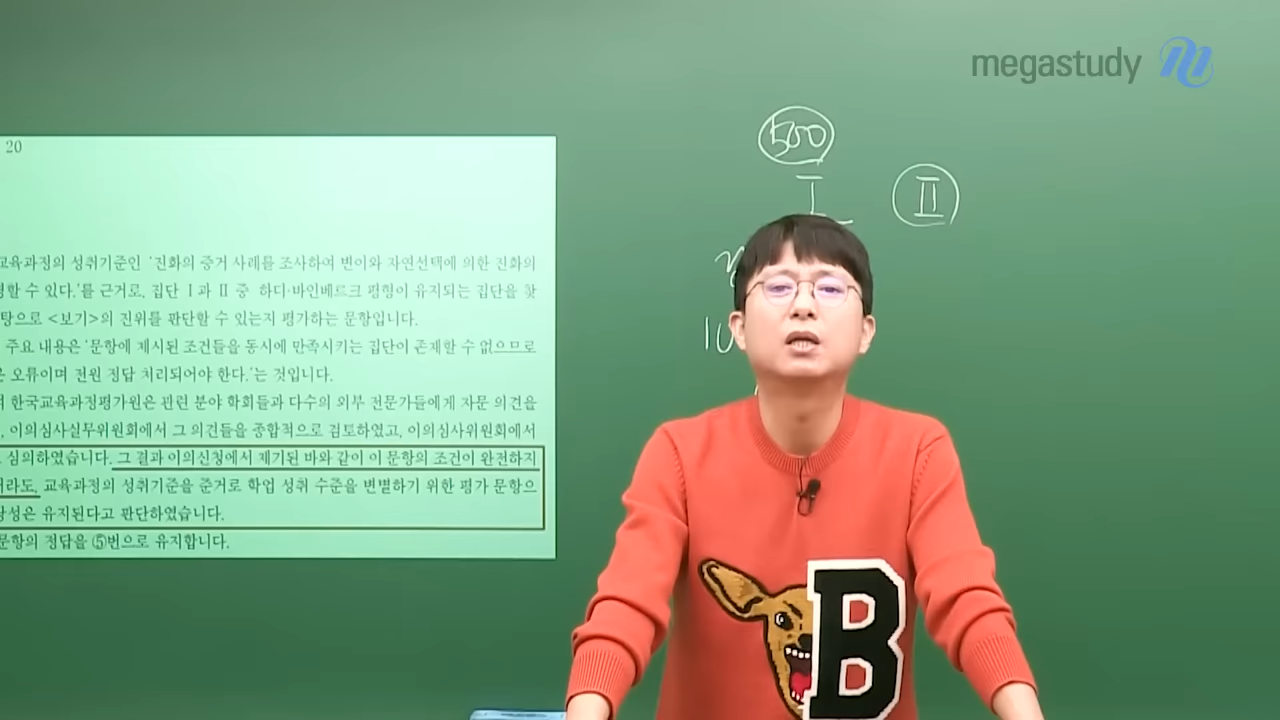 megastudy
20
500
I
II
10
교육과정의 성취기준인 '진화의 증거 사례를 조사하여 변이와 자연선택에 의한 진화의
명할 수 있다.'를 근거로, 집단 Ⅰ과 Ⅱ 중 하디·바인베르크 평형이 유지되는 집단을 찾
탕으로 <보기>의 진위를 판단할 수 있는지 평가하는 문항입니다.
주요 내용은 '문항에 제시된 조건들을 동시에 만족시키는 집단이 존재할 수 없으므로
은 오류이며 전원 정답 처리되어야 한다.'는 것입니다.
한국교육과정평가원은 관련 분야 학회들과 다수의 외부 전문가들에게 자문 의견을
, 이의심사실무위원회에서 그 의견들을 종합적으로 검토하였고, 이의심사위원회에서
심의하였습니다. 그 결과 이의신청에서 제기된 바와 같이 이 문항의 조건이 완전하지
더라도, 교육과정의 성취기준을 준거로 학업 성취 수준을 변별하기 위한 평가 문항으
당성은 유지된다고 판단하였습니다.
문항의 정답을 ⑤번으로 유지합니다.
B